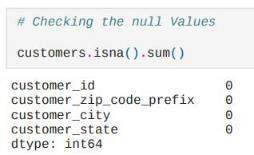 # Checking the null Values
customers.isna().sum()
customer_id 0
customer_zip_code_prefix 0
customer_city 0
customer_state 0
dtype: int64